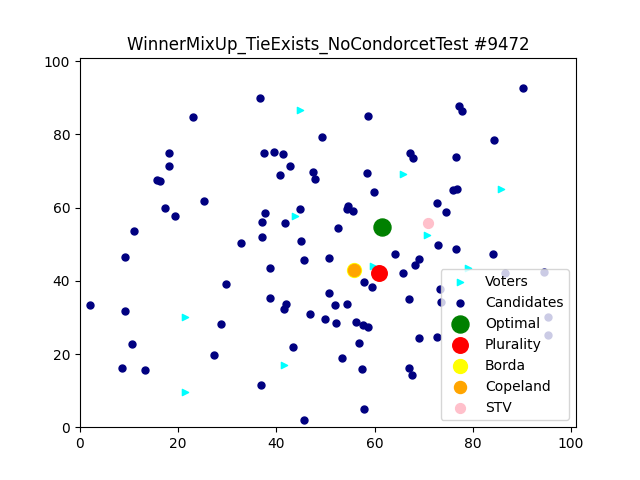 WinnerMixUp_TieExists_NoCondorcetTest #9472
100
80
60
40
20
0
0 20 40 60 80 100
Voters
Candidates
Optimal
Plurality
Borda
Copeland
STV